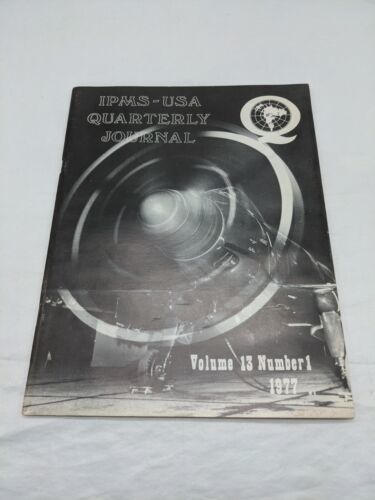 IPMS-USA
QUARTERLY
JOURNAL
Volume 13 Number 1
1977